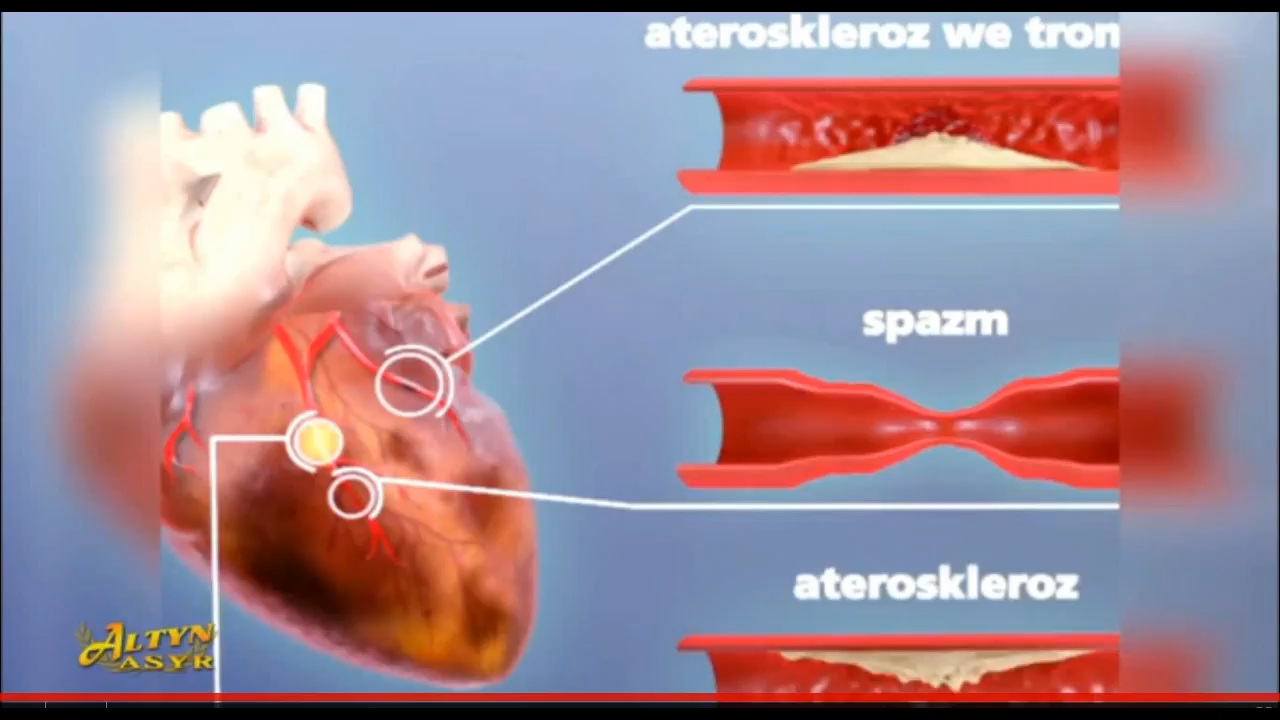 ateroskleroz we trom
spazm
ateroskleroz
ALTYN
ASYR